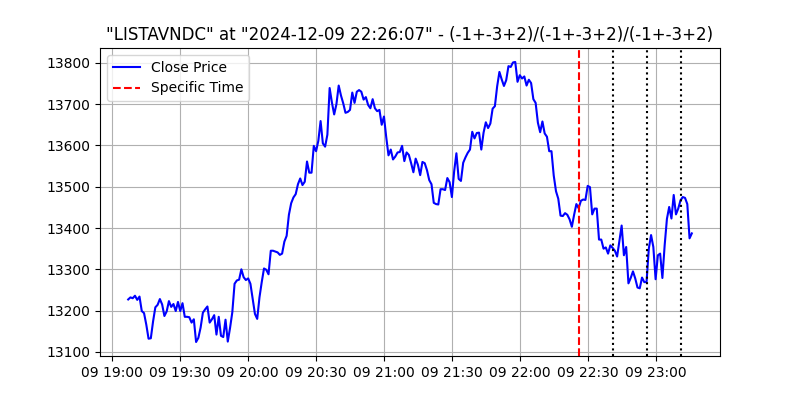 "LISTAVNDC" at "2024-12-09 22:26:07" - (-1+-3+2)/(-1+-3+2)/(-1+-3+2)
Close Price
Specific Time
13800
13700
13600
13500
13400
13300
13200
13100
09 19:00 09 19:30 09 20:00 09 20:30 09 21:00 09 21:30 09 22:00 09 22:30 09 23:00